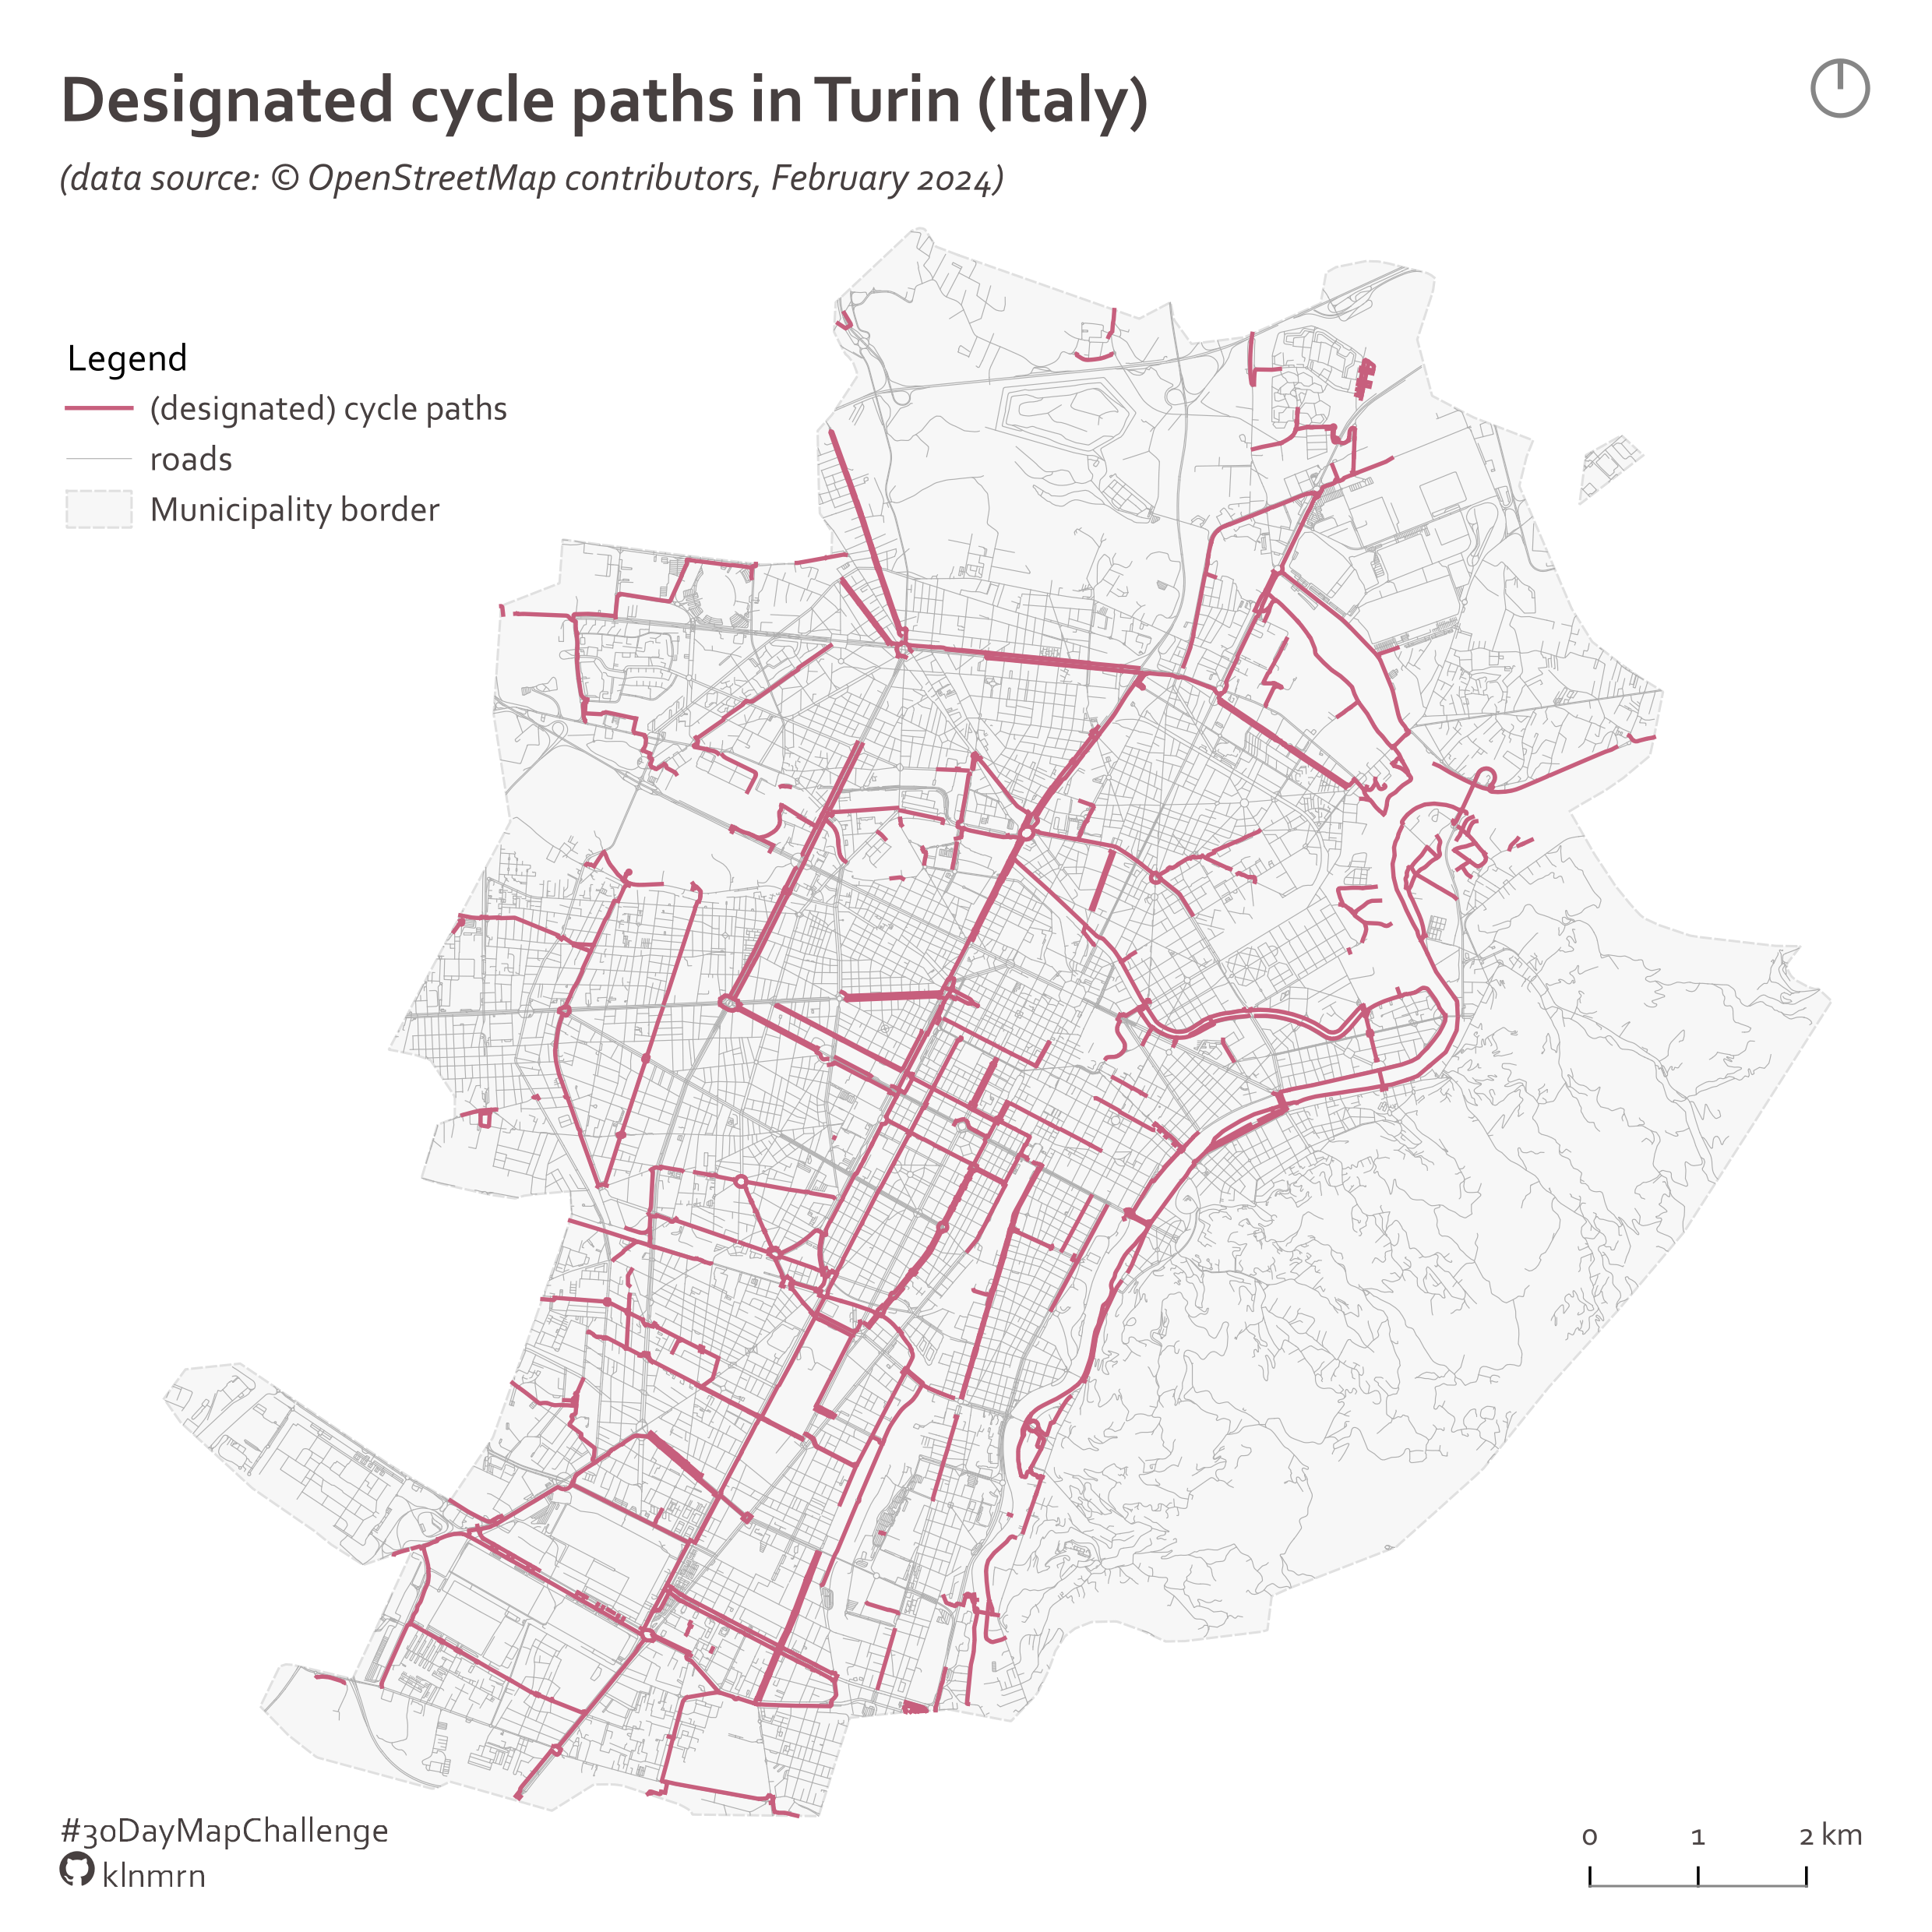 Designated cycle paths in Turin (Italy)
(data source: © OpenStreetMap contributors, February 2024)
Legend
(designated) cycle paths
roads
Municipality border
#30DayMapChallenge
klnmrn
0 1 2 km